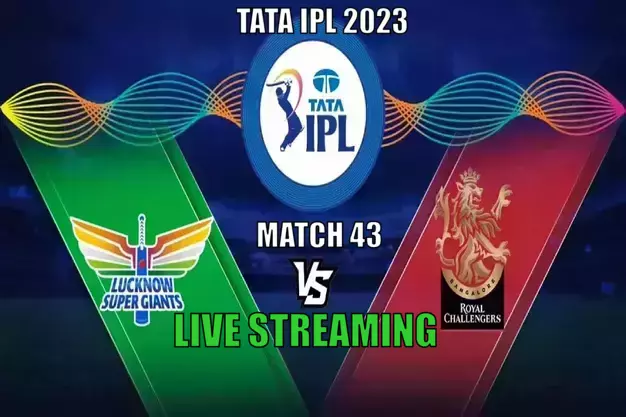 TATA IPL 2023
TATA
IPL
MATCH 43
VS
LUCKNOW
SUPER GIANTS
BANGALORE
ROYAL
CHALLENGERS
LIVE STREAMING